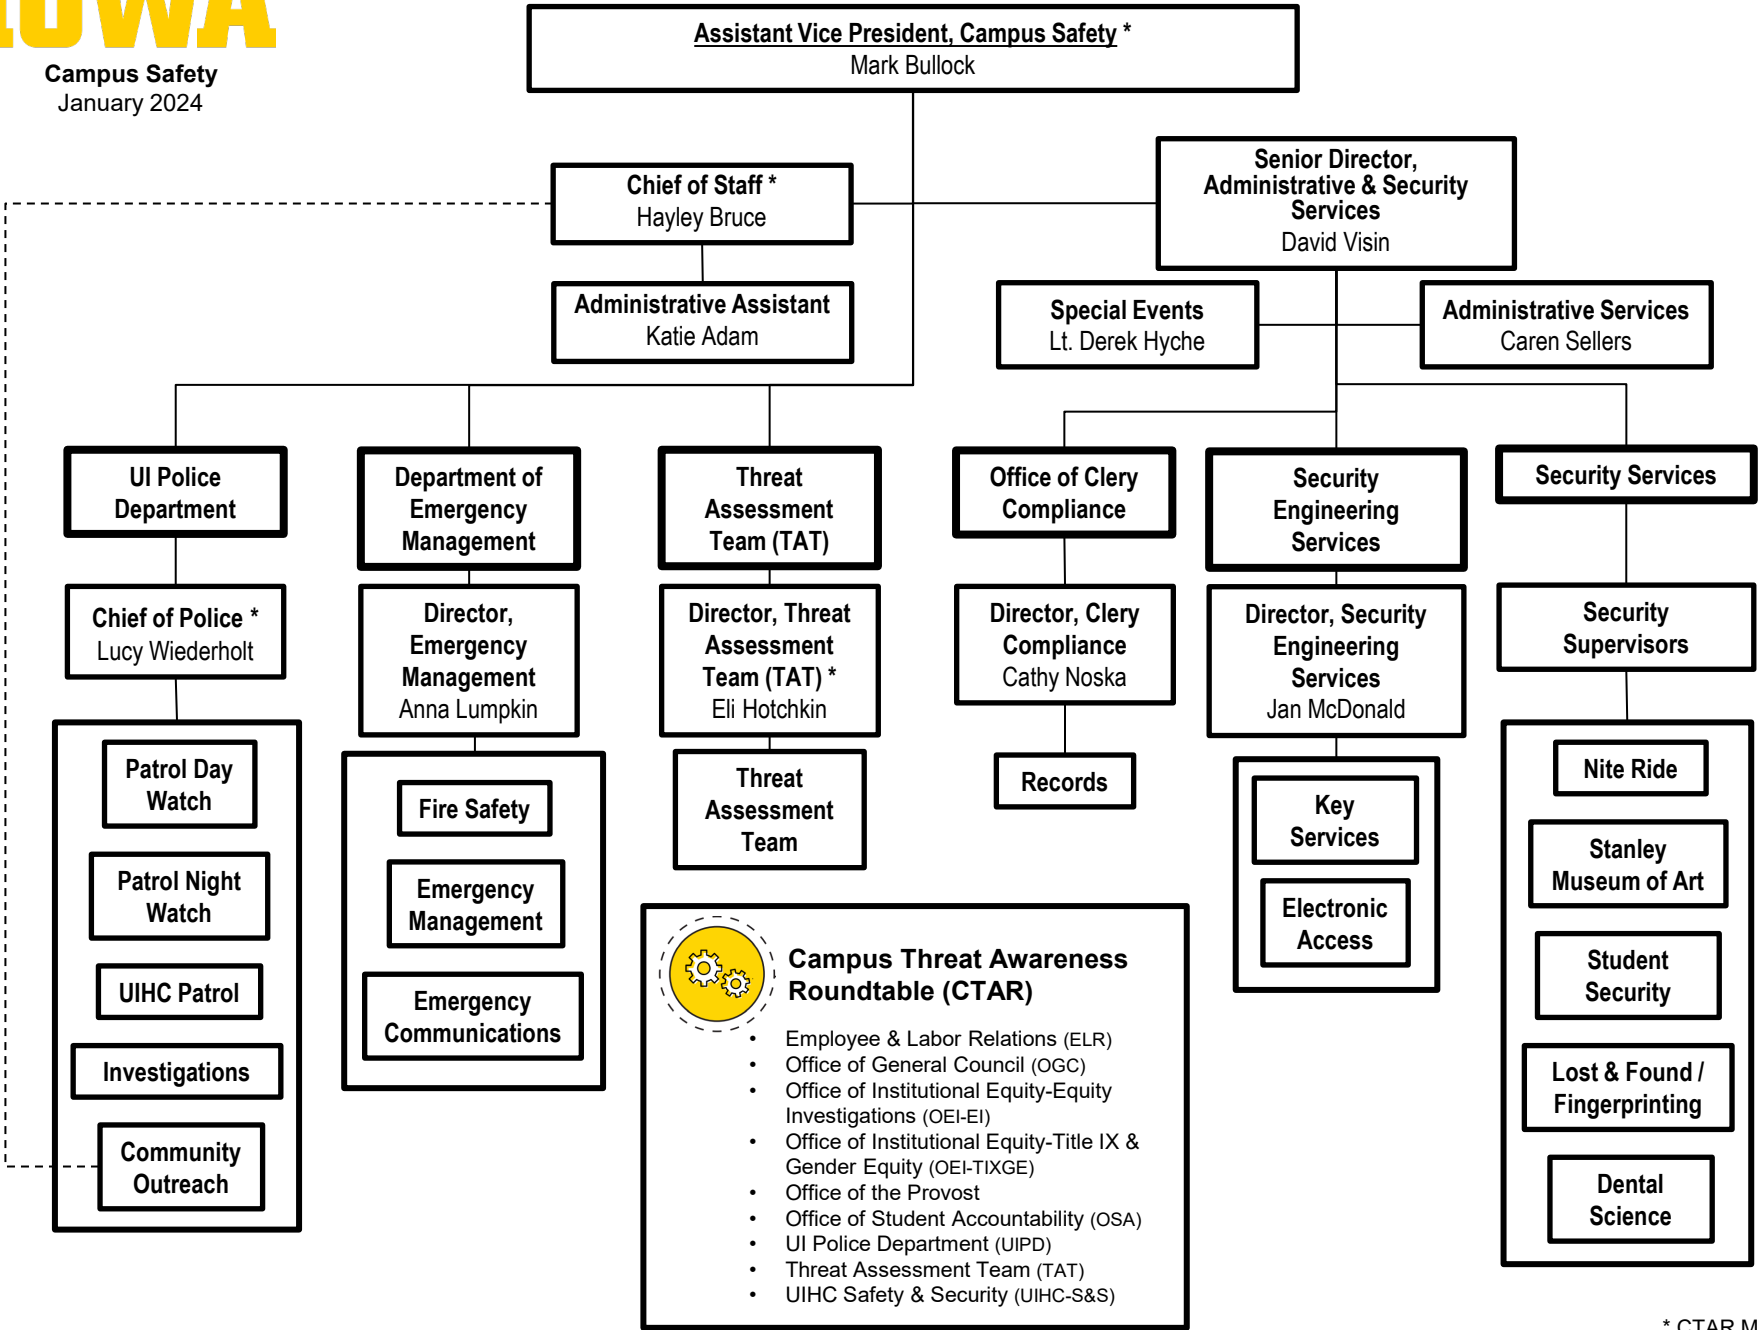 IOWA
Campus Safety
January 2024
Assistant Vice President, Campus Safety *
Mark Bullock
Chief of Staff *
Hayley Bruce
Senior Director,
Administrative & Security
Services
David Visin
Administrative Assistant
Katie Adam
Special Events
Lt. Derek Hyche
Administrative Services
Caren Sellers
UI Police
Department
Department of
Emergency
Management
Threat
Assessment
Team (TAT)
Office of Clery
Compliance
Security
Engineering
Services
Security Services
Chief of Police *
Lucy Wiederholt
Director,
Emergency
Management
Anna Lumpkin
Director, Threat
Assessment
Team (TAT) *
Eli Hotchkin
Director, Clery
Compliance
Cathy Noska
Director, Security
Engineering
Services
Jan McDonald
Security
Supervisors
Patrol Day
Watch
Patrol Night
Watch
UIHC Patrol
Investigations
Community
Outreach
Fire Safety
Emergency
Management
Emergency
Communications
Threat
Assessment
Team
Records
Key
Services
Electronic
Access
Nite Ride
Stanley
Museum of Art
Student
Security
Lost & Found /
Fingerprinting
Dental
Science
Campus Threat Awareness
Roundtable (CTAR)
• Employee & Labor Relations (ELR)
• Office of General Council (OGC)
• Office of Institutional Equity-Equity
Investigations (OEI-EI)
• Office of Institutional Equity-Title IX &
Gender Equity (OEI-TIXGE)
• Office of the Provost
• Office of Student Accountability (OSA)
• UI Police Department (UIPD)
• Threat Assessment Team (TAT)
• UIHC Safety & Security (UIHC-S&S)
* CTAR M